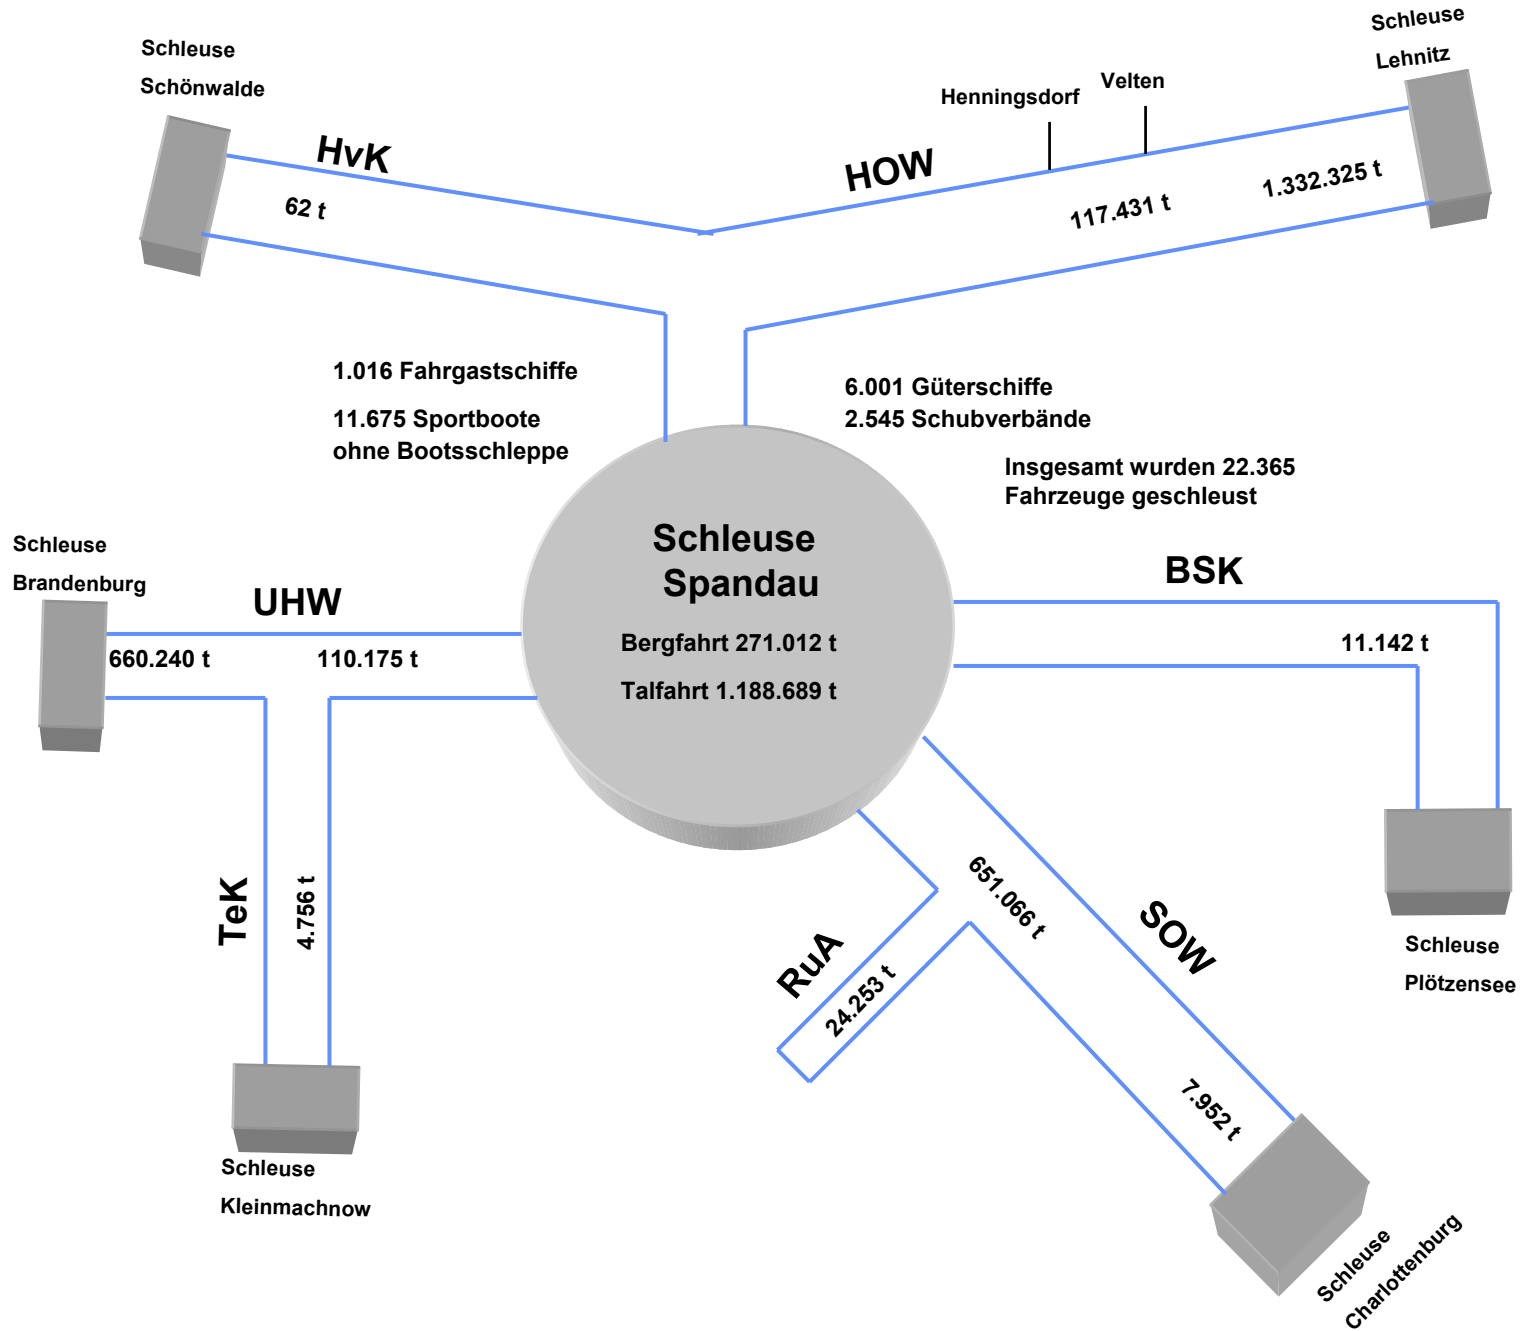 Schleuse
Schönwalde
HvK
62 t
HOW
Henningsdorf
Velten
117.431 t
1.332.325 t
Schleuse
Lehnitz
1.016 Fahrgastschiffe
11.675 Sportboote
ohne Bootsschleppe
6.001 Güterschiffe
2.545 Schubverbände
Insgesamt wurden 22.365
Fahrzeuge geschleust
Schleuse
Spandau
Bergfahrt 271.012 t
Talfahrt 1.188.689 t
Schleuse
Brandenburg
UHW
660.240 t
110.175 t
TeK
4.756 t
Schleuse
Kleinmachnow
BSK
11.142 t
Schleuse
Plötzensee
RuA
24.253 t
651.066 t
SOW
7.952 t
Schleuse
Charlottenburg